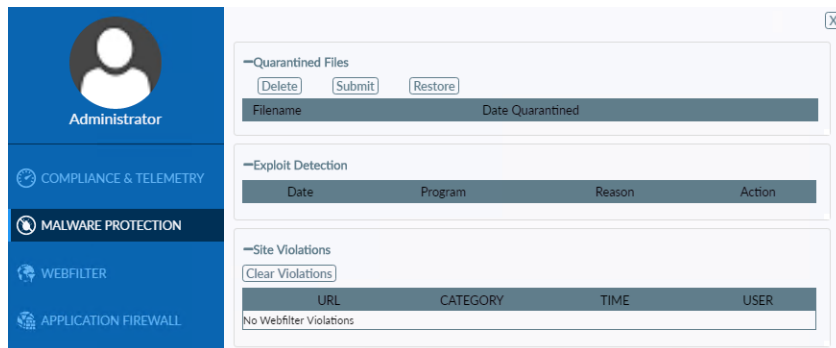 X
Administrator
COMPLIANCE & TELEMETRY
MALWARE PROTECTION
WEBFILTER
APPLICATION FIREWALL
Quarantined Files
Delete Submit Restore
Filename Date Quarantined
Exploit Detection
Date Program Reason Action
Site Violations
Clear Violations
URL CATEGORY TIME USER
No Webfilter Violations